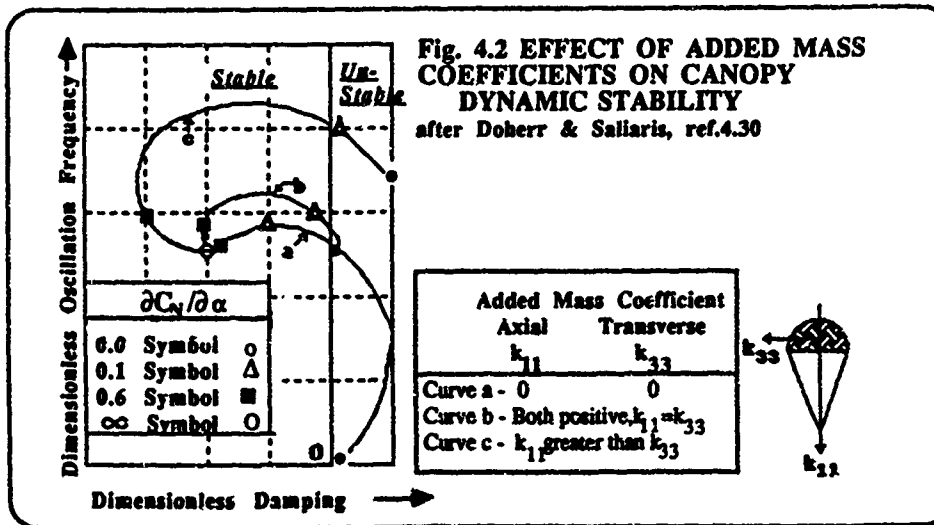 Fig. 4.2 EFFECT OF ADDED MASS
COEFFICIENTS ON CANOPY
DYNAMIC STABILITY
after Doherr & Saliaris, ref.4.30
Dimensionless Oscillation Frequency
Stable
Un-
Stable
c
b
a
∂C_N/∂α
0.0 Symbol o
0.1 Symbol Δ
0.6 Symbol ■
∞ Symbol O
O
Dimensionless Damping
Added Mass Coefficient
Axial Transverse
k11 k33
Curve a - 0 0
Curve b - Both positive,k11=k33
Curve c - k11greater than k33
k33
k11